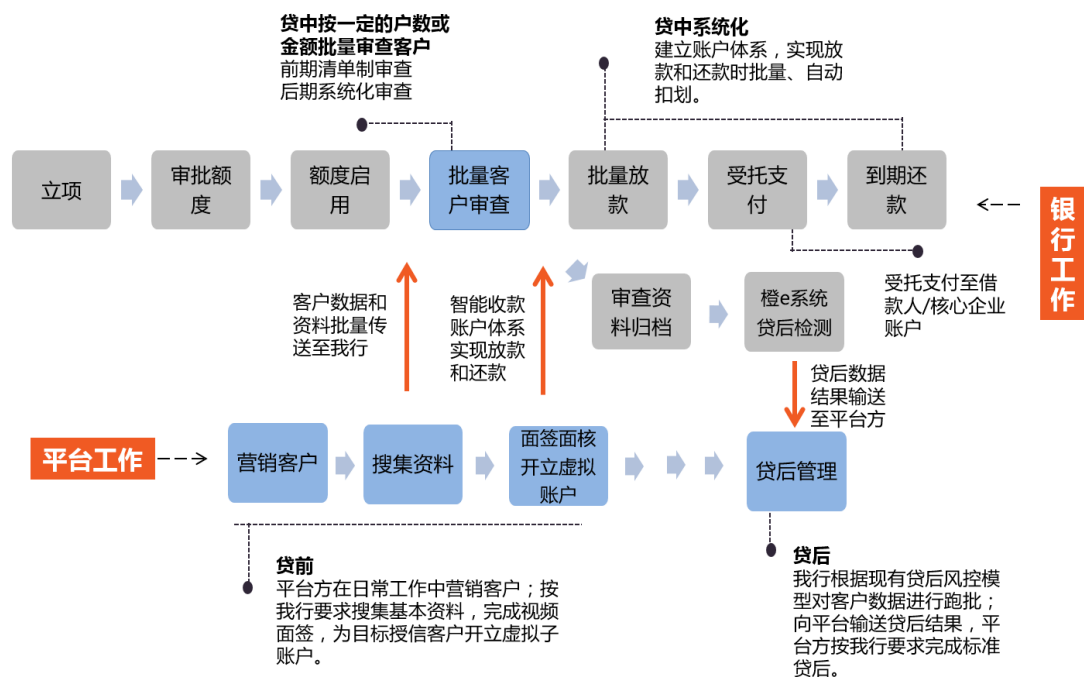 贷中按一定的户数或
金额批量审查客户
前期清单制审查
后期系统化审查
贷中系统化
建立账户体系，实现放
款和还款时批量、自动
扣划。
立项
审批额
度
额度启
用
批量客
户审查
批量放
款
受托支
付
到期还
款
银行工作
客户数据和
资料批量传
送至我行
智能收款
账户体系
实现放款
和还款
审查资
料归档
橙e系统
贷后检测
受托支付至借
款人/核心企业
账户
贷后数据
结果输送
至平台方
平台工作
营销客户
搜集资料
面签面核
开立虚拟
账户
贷后管理
贷前
平台方在日常工作中营销客户；按
我行要求搜集基本资料，完成视频
面签，为目标授信客户开立虚拟子
账户。
贷后
我行根据现有贷后风控模
型对客户数据进行跑批；
向平台输送贷后结果，平
台方按我行要求完成标准
贷后。